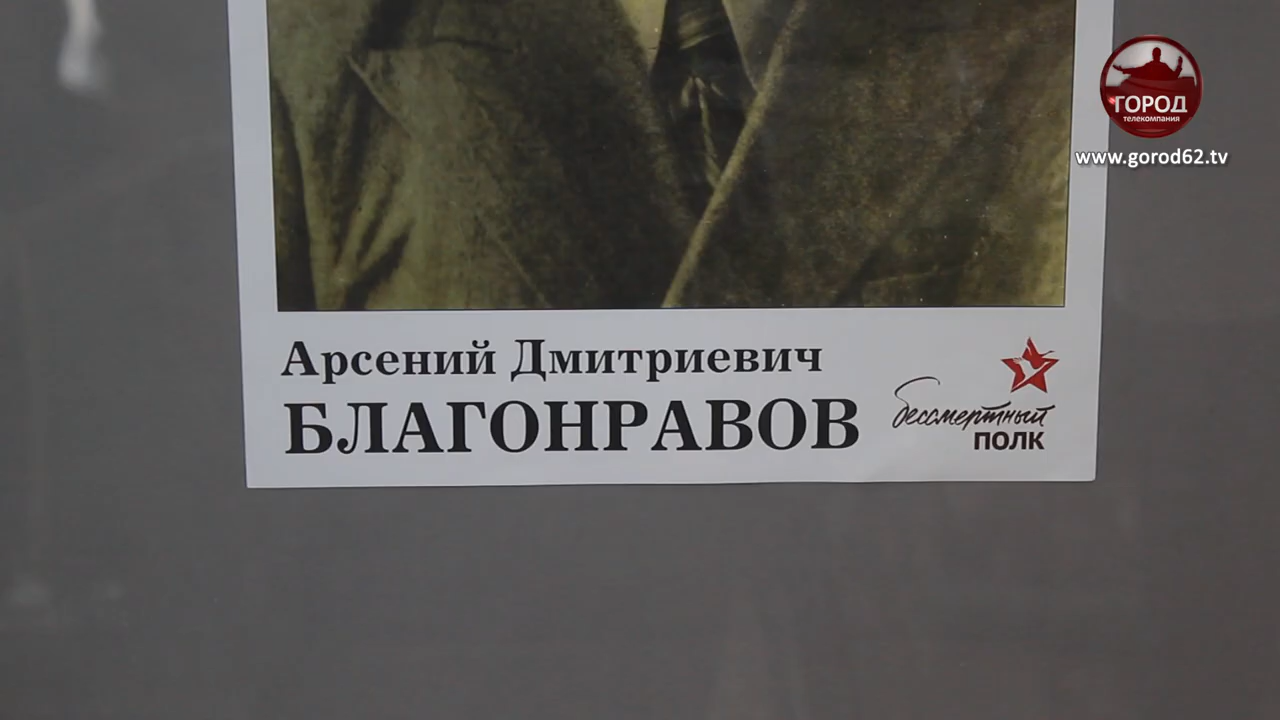 ГОРОД
телекомпания
www.gorod62.tv
Арсений Дмитриевич
БЛАГОНРАВОВ
бессмертный
ПОЛК